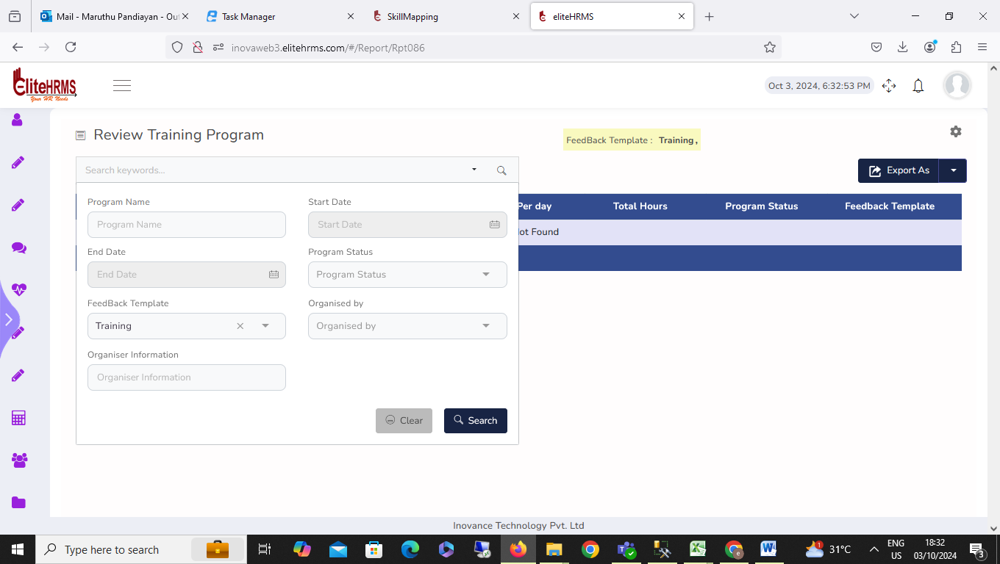 Mail - Maruthu Pandiayan - Out
Task Manager
SkillMapping
eliteHRMS
inovaweb3.elitehrms.com/#/Report/Rpt086
EliteHRMS
Your HR Needs
Oct 3, 2024, 6:32:53 PM
Review Training Program
FeedBack Template : Training ,
Search keywords...
Export As
Per day Total Hours Program Status Feedback Template
ot Found
Program Name Start Date
Program Name Start Date
End Date Program Status
End Date Program Status
FeedBack Template Organised by
Training Organised by
Organiser Information
Organiser Information
Clear Search
Inovance Technology Pvt. Ltd
Type here to search
31°C
ENG
US
18:32
03/10/2024
3